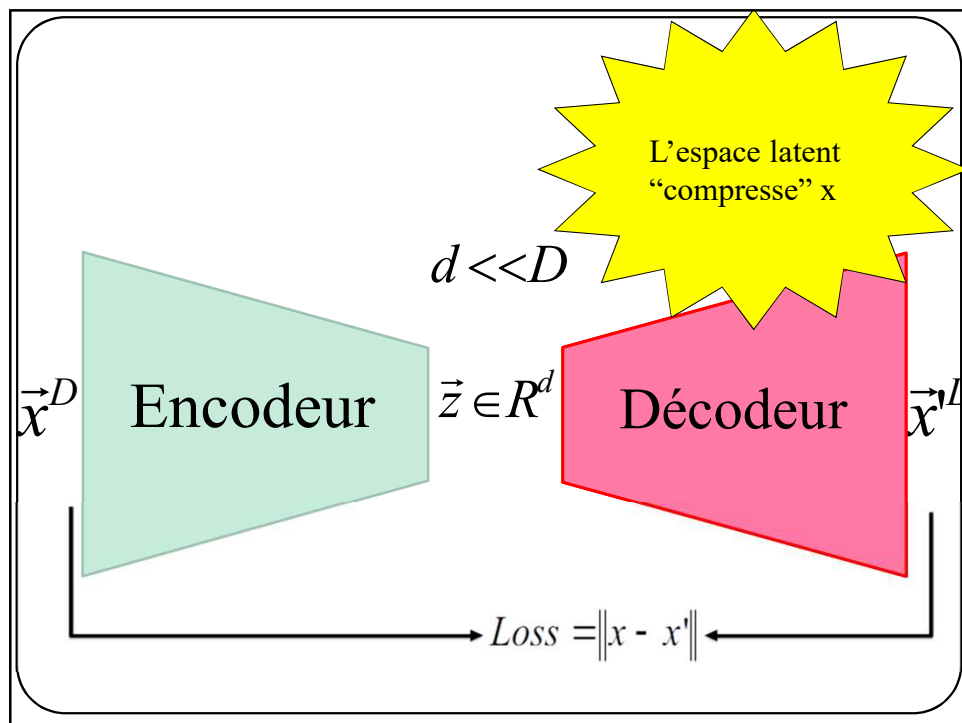 L’espace latent
“compresse” x
d << D
x⃗^D Encodeur z⃗ ∈ R^d Décodeur x⃗'
Loss = ‖x - x'‖